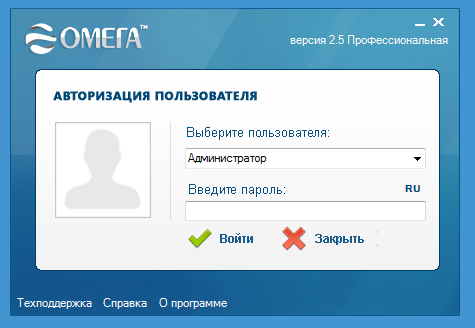 ОМЕГА™
версия 2.5 Профессиональная
АВТОРИЗАЦИЯ ПОЛЬЗОВАТЕЛЯ
Выберите пользователя:
Администратор
Введите пароль:
RU
Войти
Закрыть
Техподдержка Справка О программе